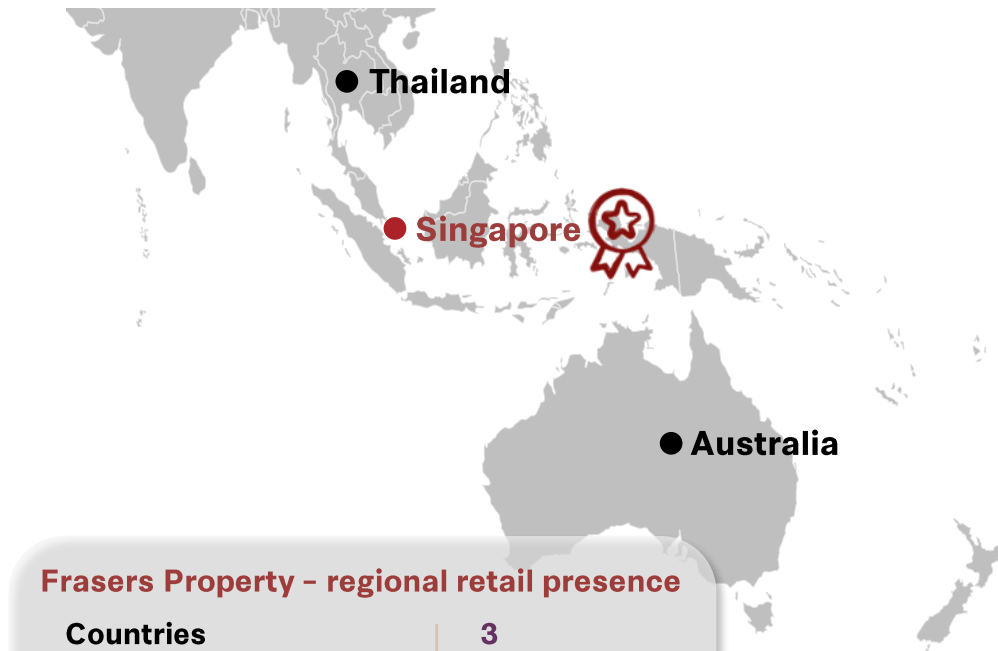 Thailand
Singapore
Australia
Frasers Property – regional retail presence
Countries 3